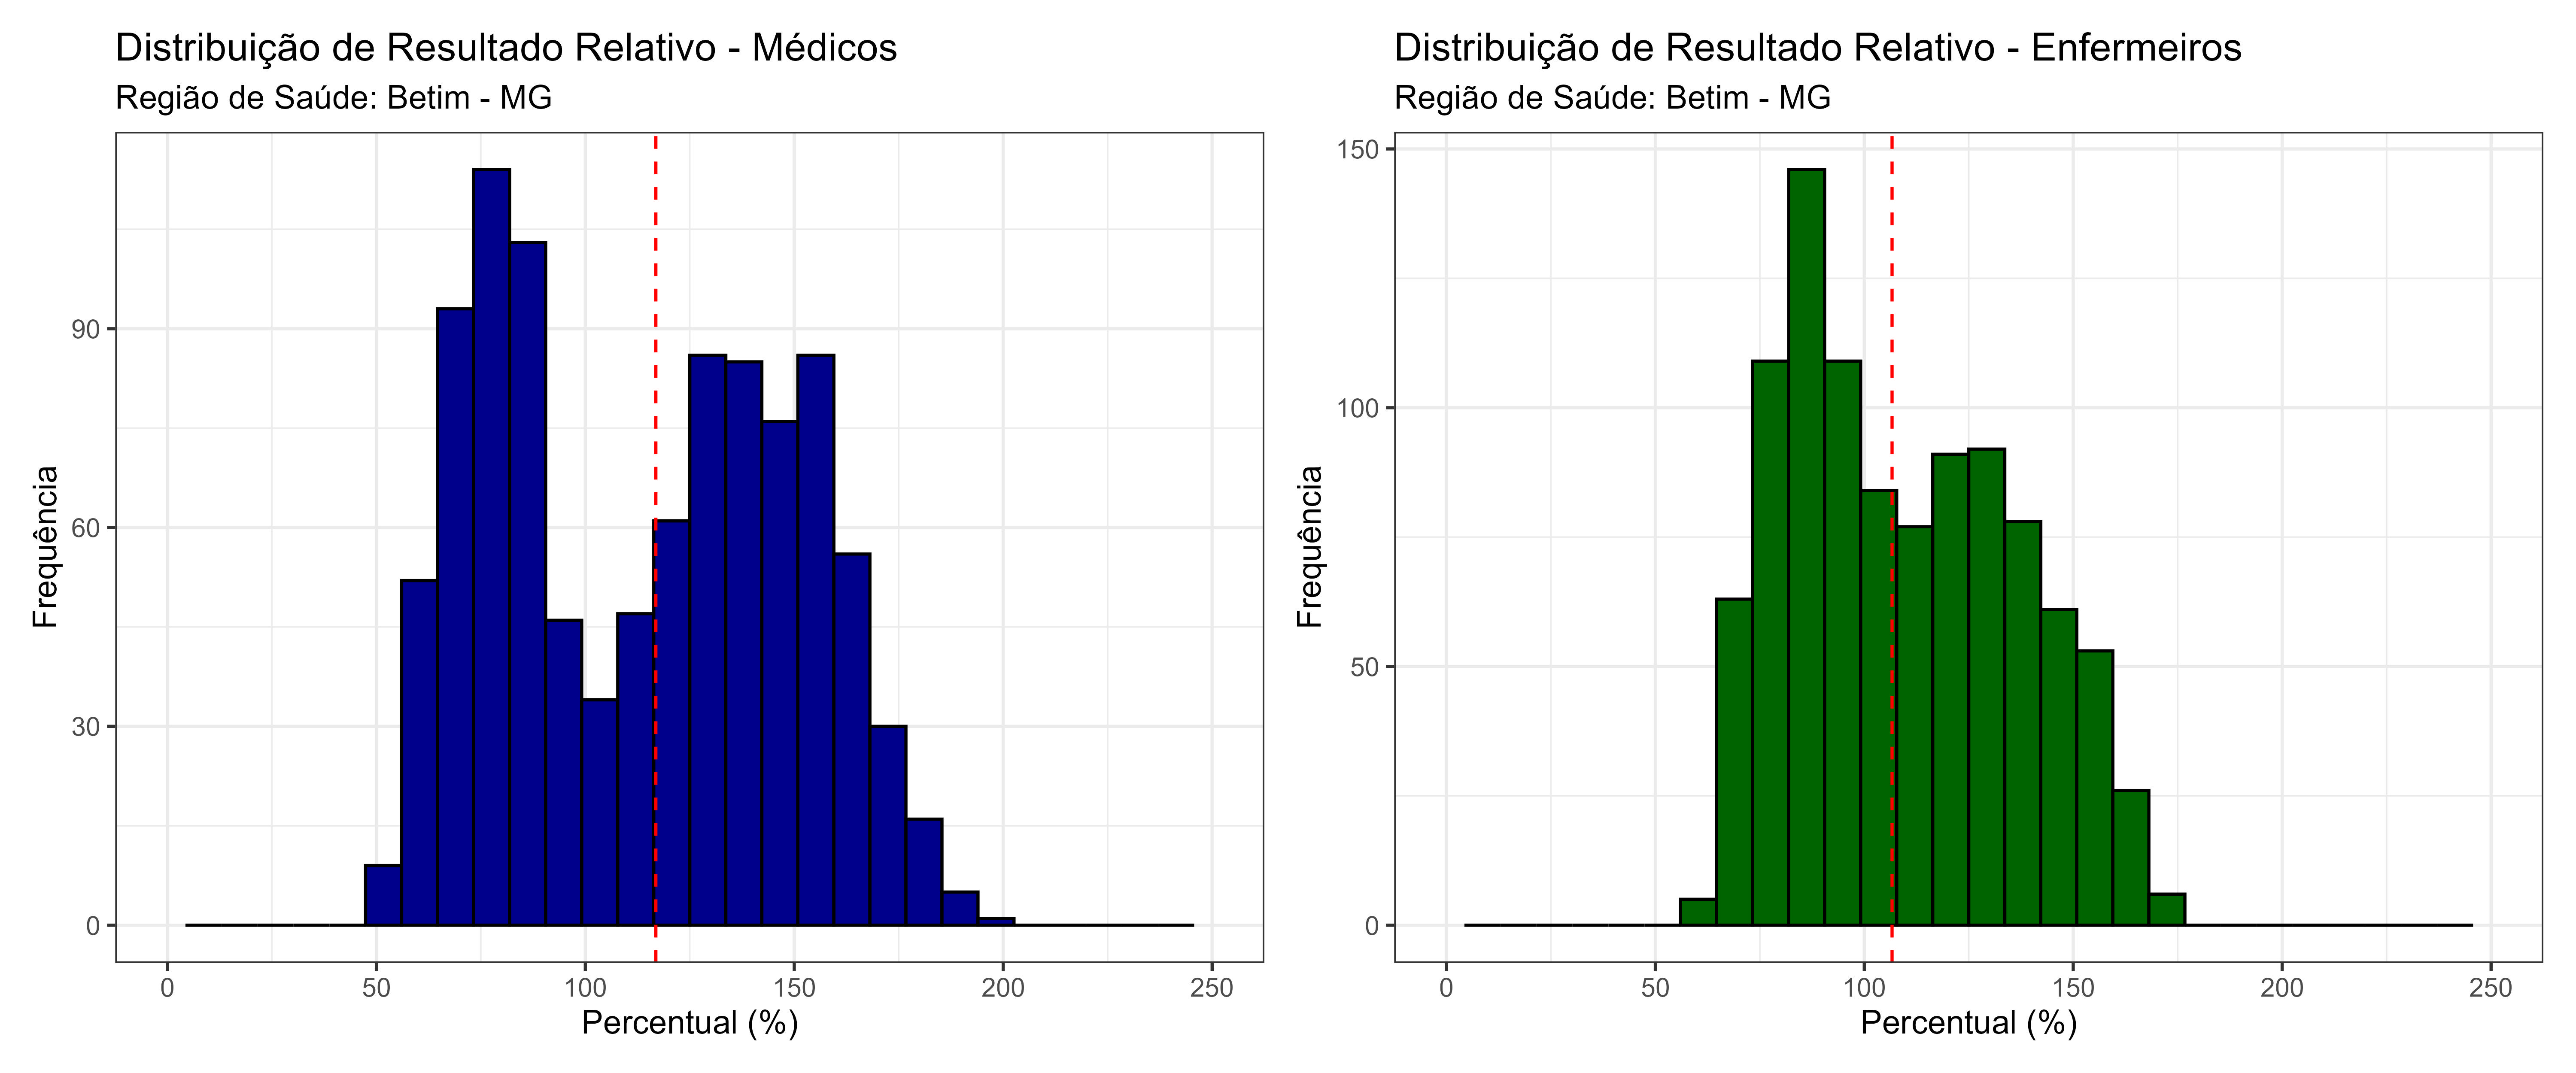 Distribuição de Resultado Relativo - Médicos
Região de Saúde: Betim - MG
Frequência
90
60
30
0
0 50 100 150 200 250
Percentual (%)
Distribuição de Resultado Relativo - Enfermeiros
Região de Saúde: Betim - MG
Frequência
150
100
50
0
0 50 100 150 200 250
Percentual (%)